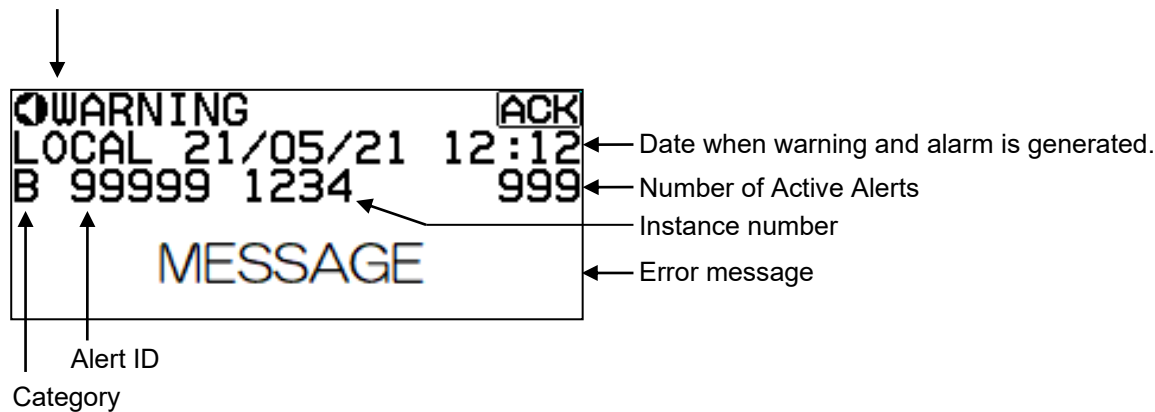 WARNING ACK
LOCAL 21/05/21 12:12 Date when warning and alarm is generated.
B 99999 1234 999 Number of Active Alerts
Instance number
MESSAGE Error message
Alert ID
Category